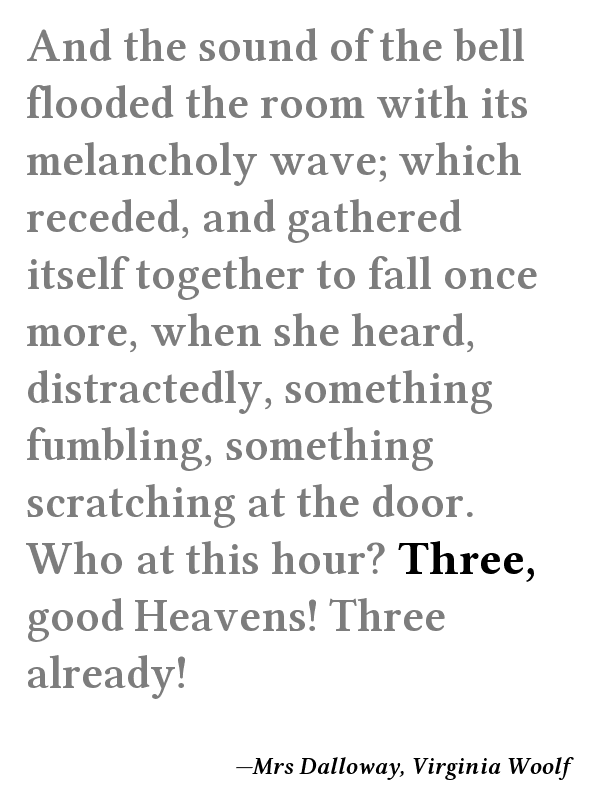 And the sound of the bell
flooded the room with its
melancholy wave; which
receded, and gathered
itself together to fall once
more, when she heard,
distractedly, something
fumbling, something
scratching at the door.
Who at this hour? Three,
good Heavens! Three
already!
—Mrs Dalloway, Virginia Woolf